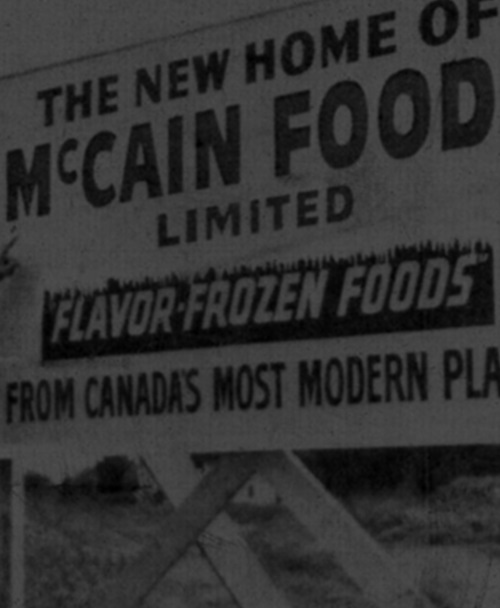 THE NEW HOME OF
McCAIN FOOD
LIMITED
FLAVOR-FROZEN FOODS
FROM CANADA'S MOST MODERN PLA